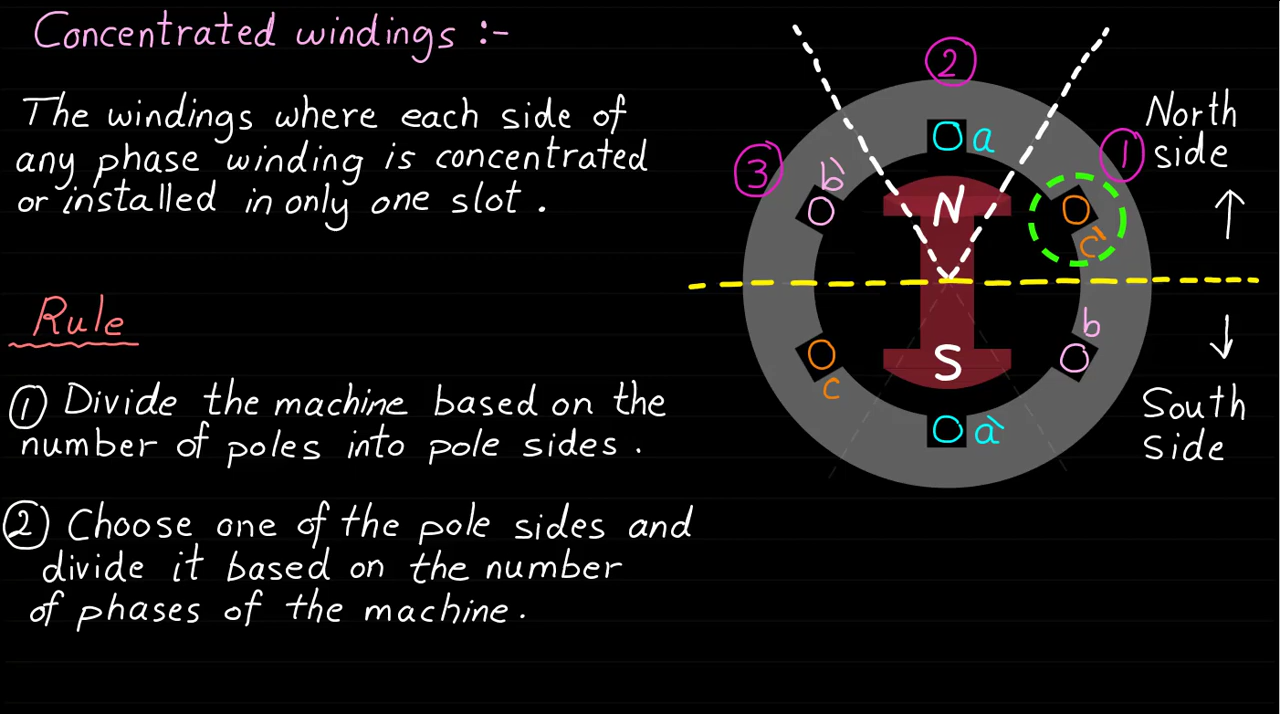 Concentrated windings :-
The windings where each side of
any phase winding is concentrated
or installed in only one slot .
Rule
① Divide the machine based on the
number of poles into pole sides .
② Choose one of the pole sides and
divide it based on the number
of phases of the machine .
②
a
North
side
①
③
b`
N
c`
b
S
c
a`
South
side